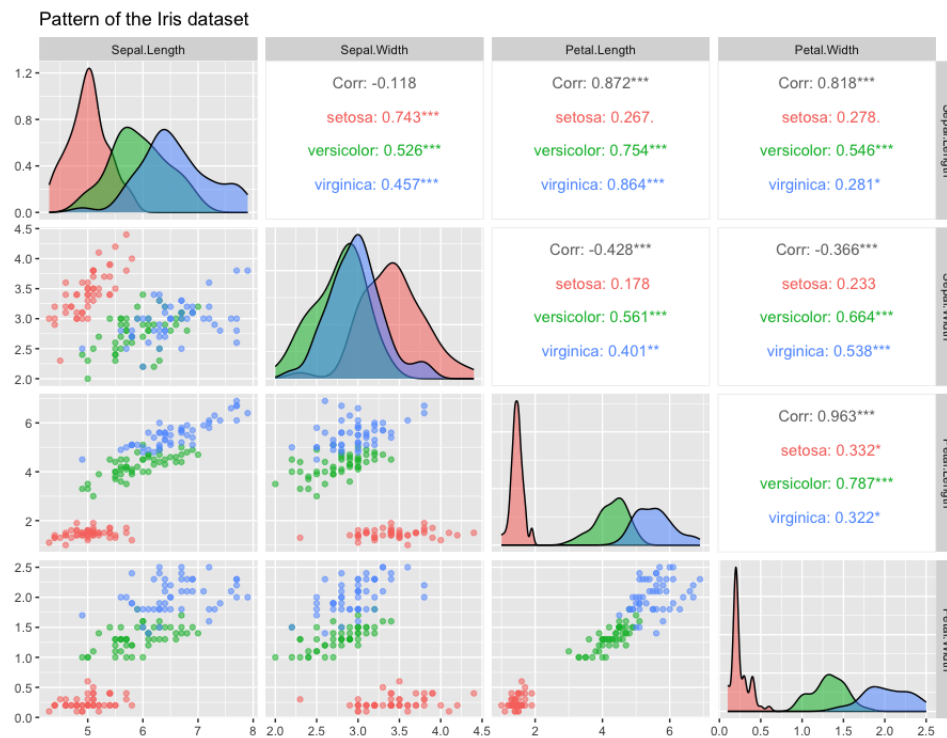 Pattern of the Iris dataset
Sepal.Length Sepal.Width Petal.Length Petal.Width
1.2
0.8
0.4
0.0
Corr: -0.118
setosa: 0.743***
versicolor: 0.526***
virginica: 0.457***
Corr: 0.872***
setosa: 0.267.
versicolor: 0.754***
virginica: 0.864***
Corr: 0.818***
setosa: 0.278.
versicolor: 0.546***
virginica: 0.281*
4.5
4.0
3.5
3.0
2.5
2.0
Corr: -0.428***
setosa: 0.178
versicolor: 0.561***
virginica: 0.401**
Corr: -0.366***
setosa: 0.233
versicolor: 0.664***
virginica: 0.538***
6
4
2
Corr: 0.963***
setosa: 0.332*
versicolor: 0.787***
virginica: 0.322*
2.5
2.0
1.5
1.0
0.5
0.0
5 6 7 8 2.0 2.5 3.0 3.5 4.0 4.5 2 4 6 0.0 0.5 1.0 1.5 2.0 2.5